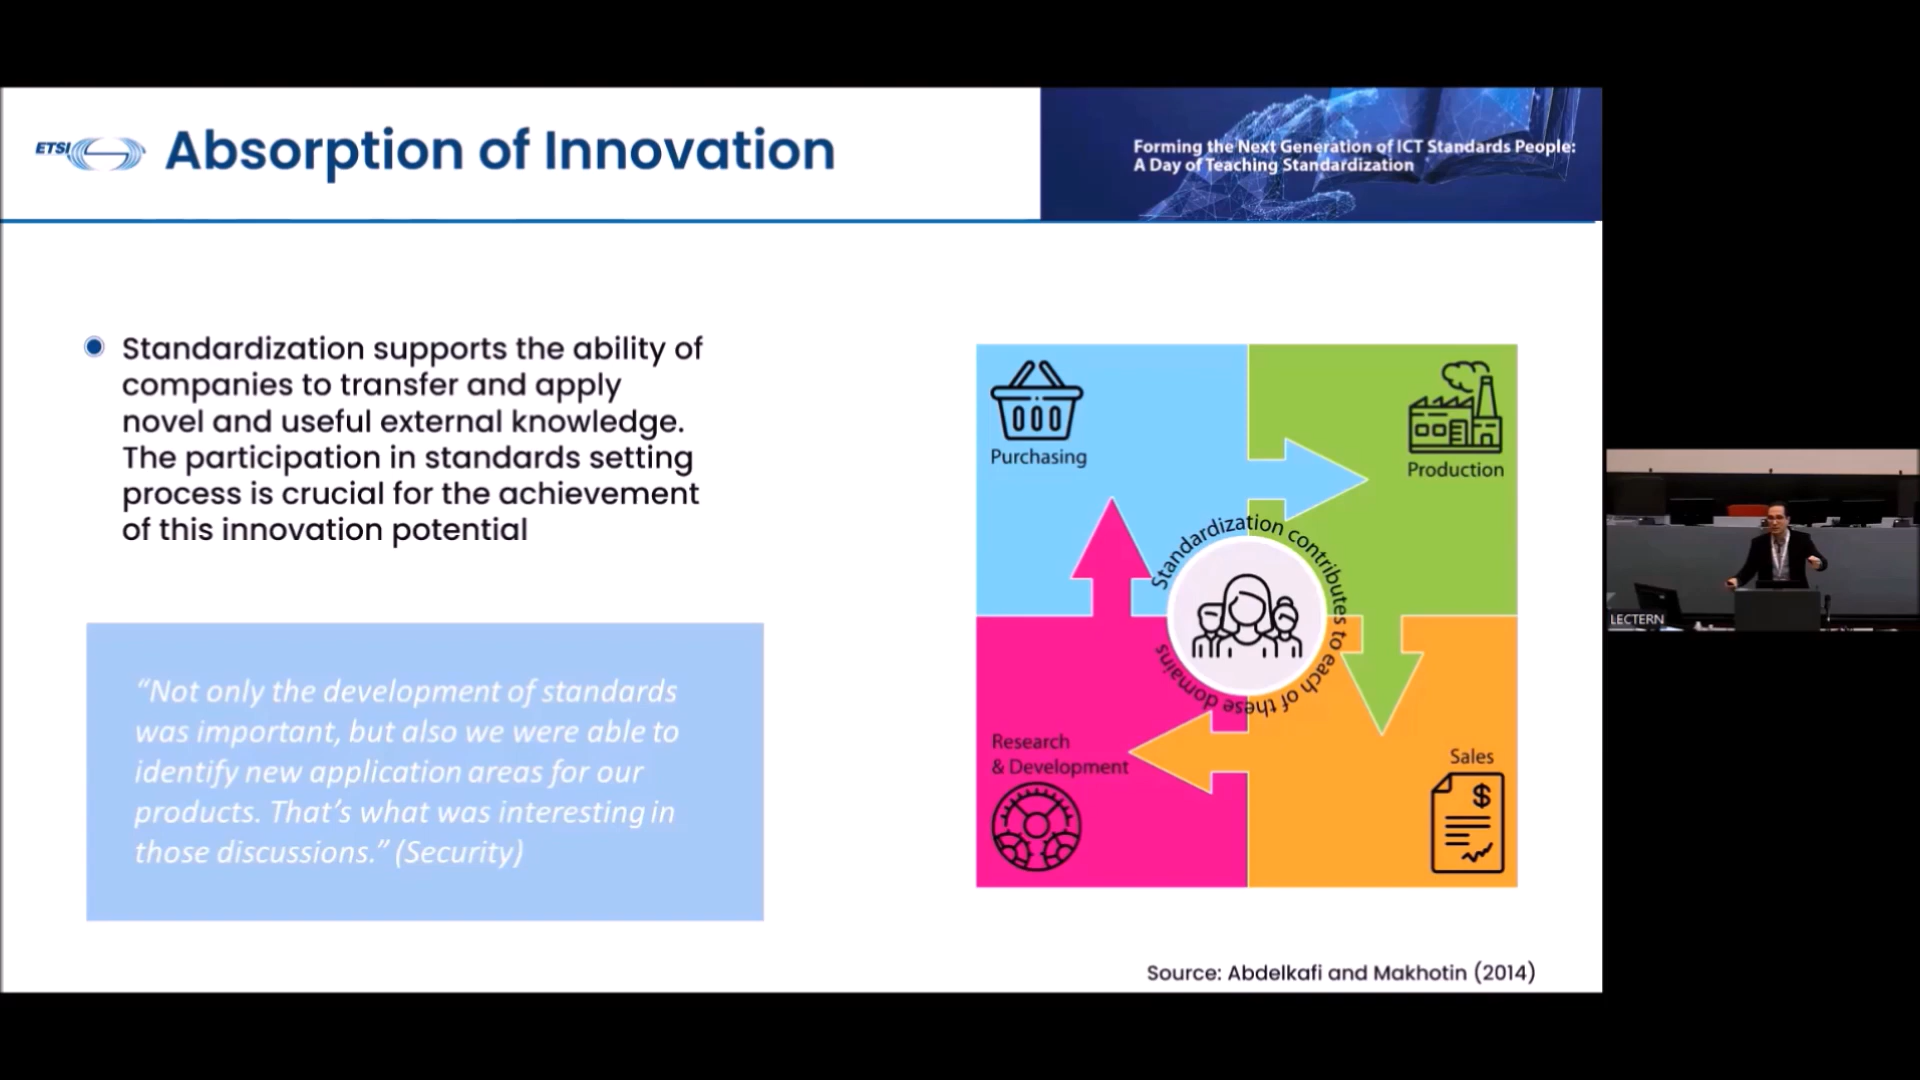 ETSI
Absorption of Innovation
Forming the Next Generation of ICT Standards People:
A Day of Teaching Standardization
Standardization supports the ability of
companies to transfer and apply
novel and useful external knowledge.
The participation in standards setting
process is crucial for the achievement
of this innovation potential
“Not only the development of standards
was important, but also we were able to
identify new application areas for our
products. That’s what was interesting in
those discussions.” (Security)
Purchasing
Production
Standardization contributes to each of these domains
Research
& Development
Sales
$
Source: Abdelkafi and Makhotin (2014)
LECTERN